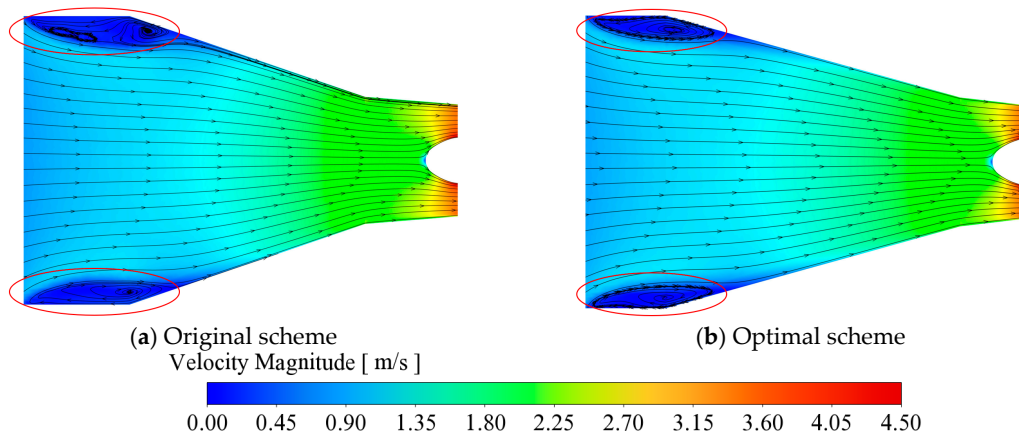 (a) Original scheme
(b) Optimal scheme
Velocity Magnitude [ m/s ]
0.00 0.45 0.90 1.35 1.80 2.25 2.70 3.15 3.60 4.05 4.50